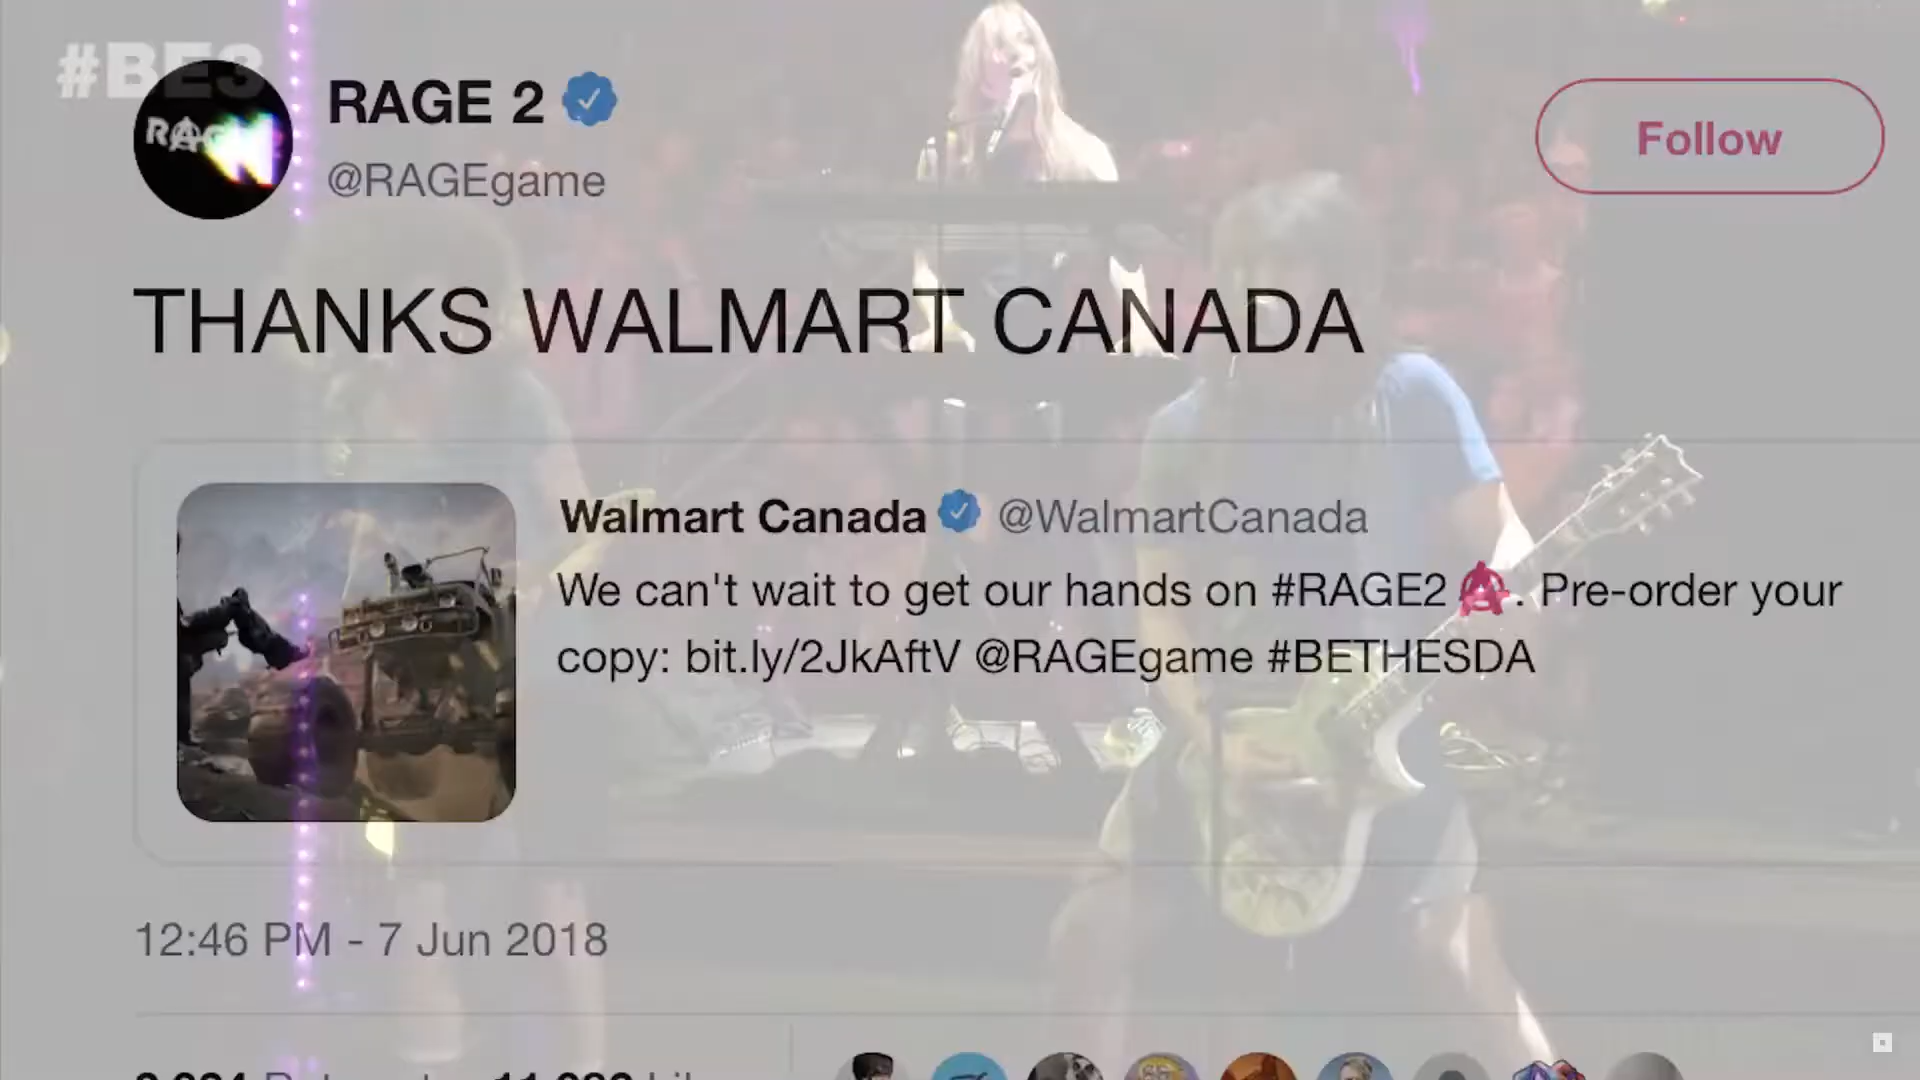 #BE3
RAGE 2
@RAGEgame
Follow
THANKS WALMART CANADA
Walmart Canada @WalmartCanada
We can't wait to get our hands on #RAGE2 . Pre-order your
copy: bit.ly/2JkAftV @RAGEgame #BETHESDA
12:46 PM - 7 Jun 2018